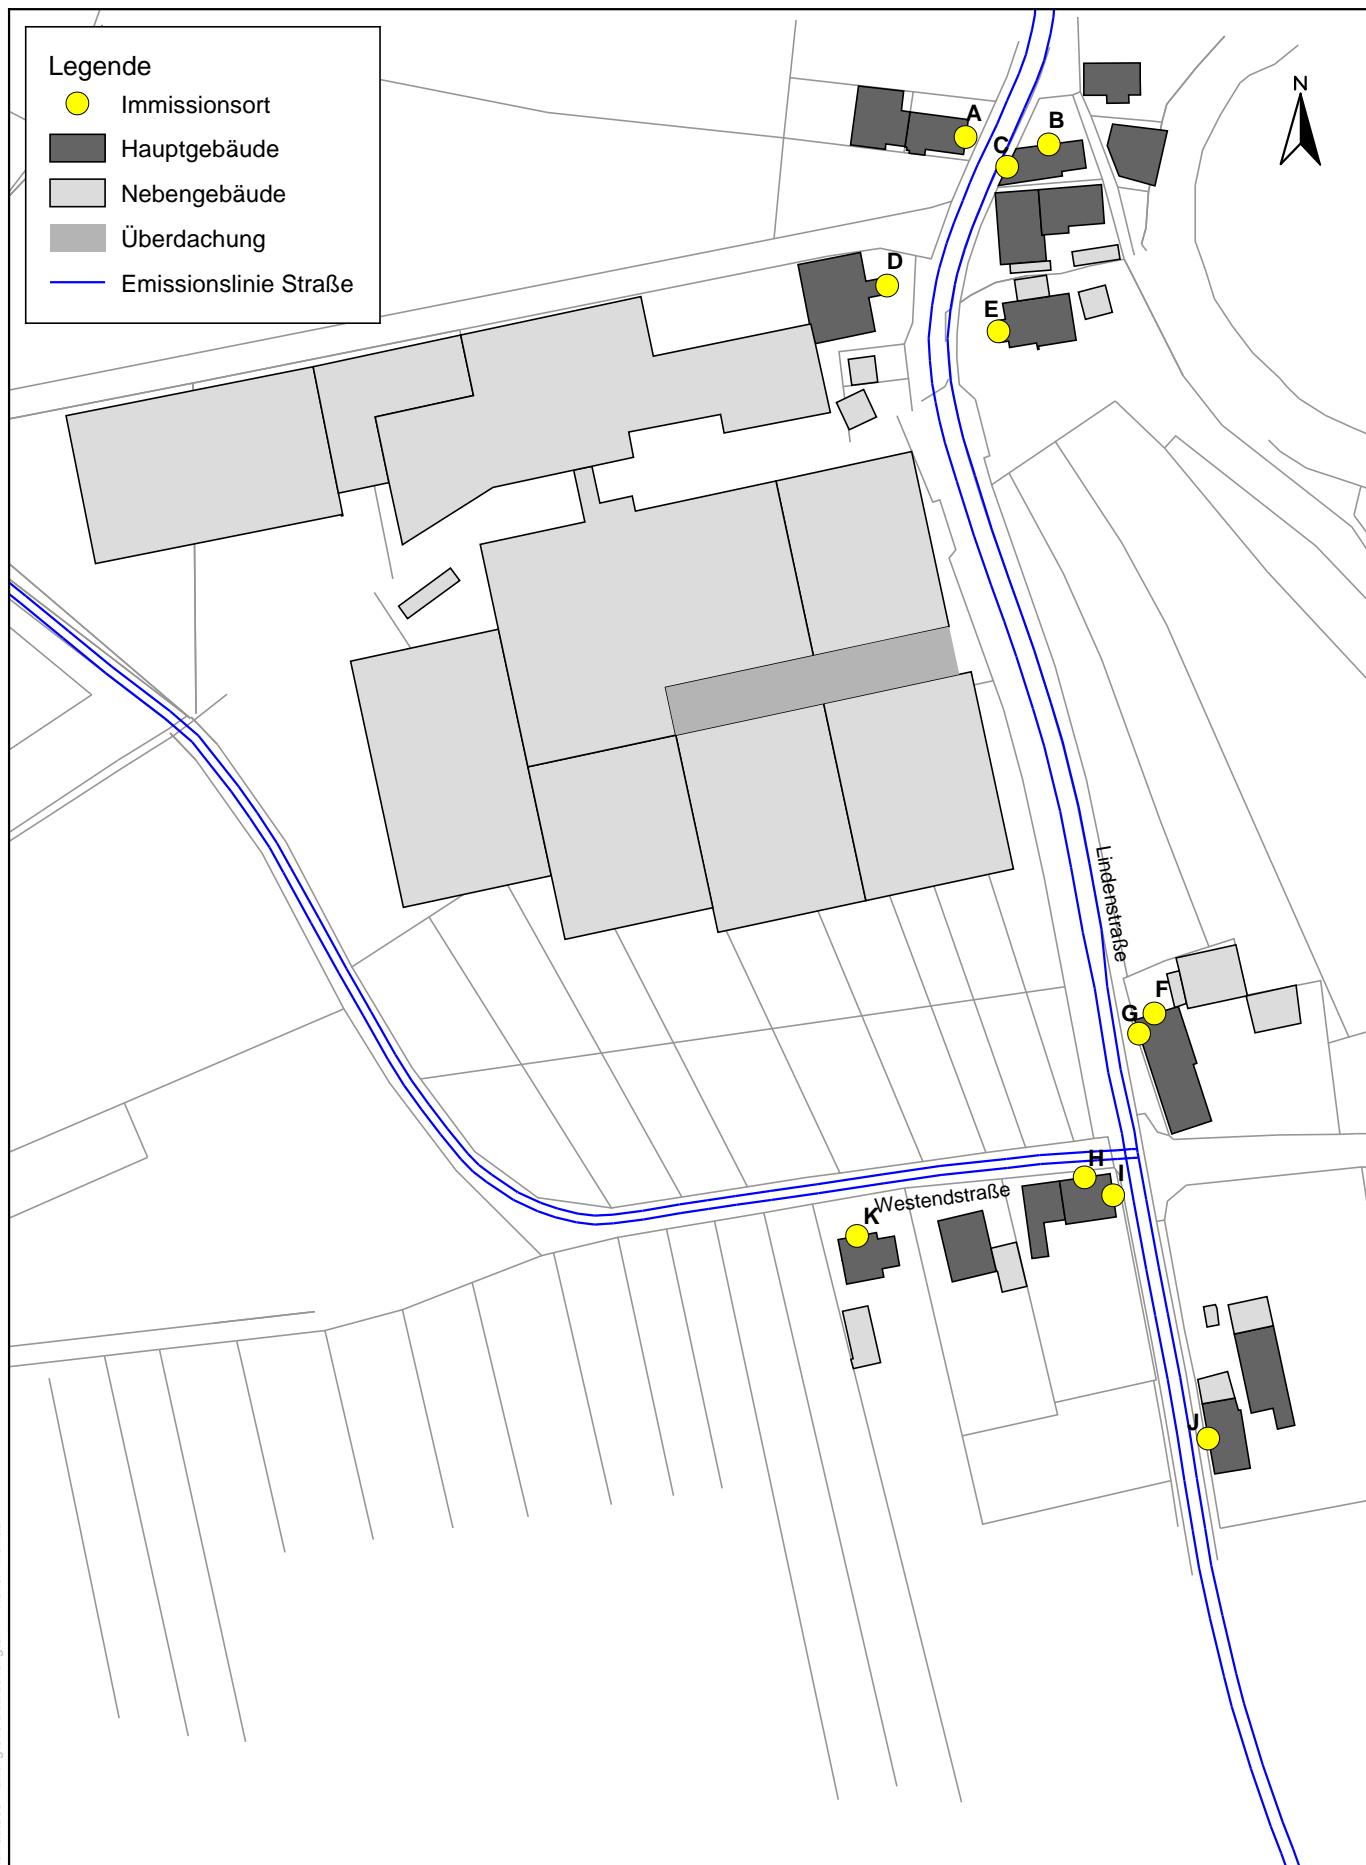 Legende
Immissionsort
Hauptgebäude
Nebengebäude
Überdachung
Emissionslinie Straße
N
A
B
C
D
E
Lindenstraße
F
G
H
I
Westendstraße
K
J